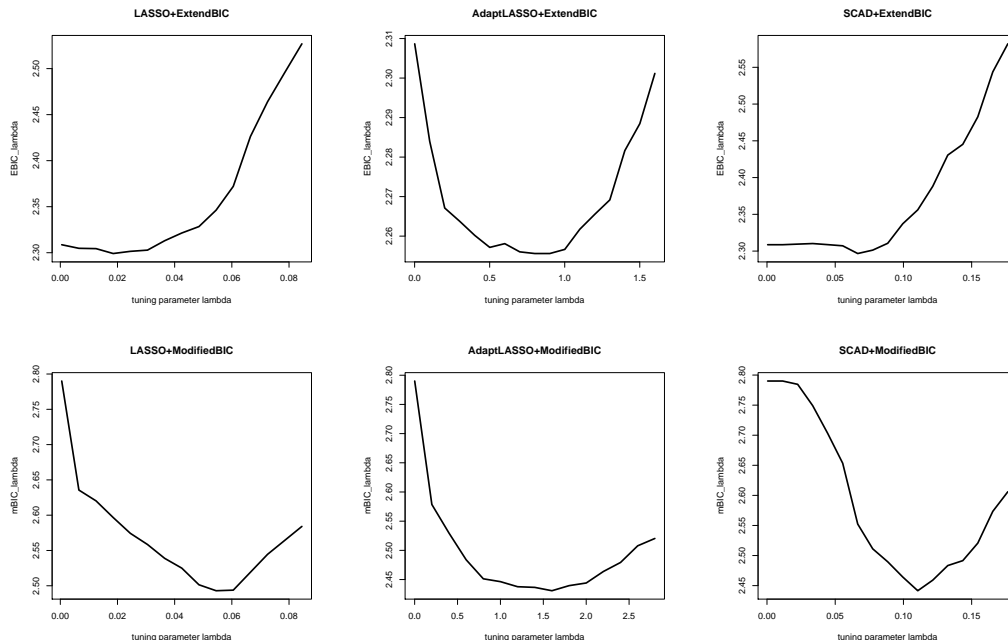 LASSO+ExtendBIC
EBIC_lambda
2.30 2.35 2.40 2.45 2.50
0.00 0.02 0.04 0.06 0.08
tuning parameter lambda
AdaptLASSO+ExtendBIC
EBIC_lambda
2.26 2.27 2.28 2.29 2.30 2.31
0.0 0.5 1.0 1.5
tuning parameter lambda
SCAD+ExtendBIC
EBIC_lambda
2.30 2.35 2.40 2.45 2.50 2.55
0.00 0.05 0.10 0.15
tuning parameter lambda
LASSO+ModifiedBIC
mBIC_lambda
2.50 2.55 2.60 2.65 2.70 2.75 2.80
0.00 0.02 0.04 0.06 0.08
tuning parameter lambda
AdaptLASSO+ModifiedBIC
mBIC_lambda
2.45 2.50 2.55 2.60 2.65 2.70 2.75 2.80
0.0 0.5 1.0 1.5 2.0 2.5
tuning parameter lambda
SCAD+ModifiedBIC
mBIC_lambda
2.45 2.50 2.55 2.60 2.65 2.70 2.75 2.80
0.00 0.05 0.10 0.15
tuning parameter lambda